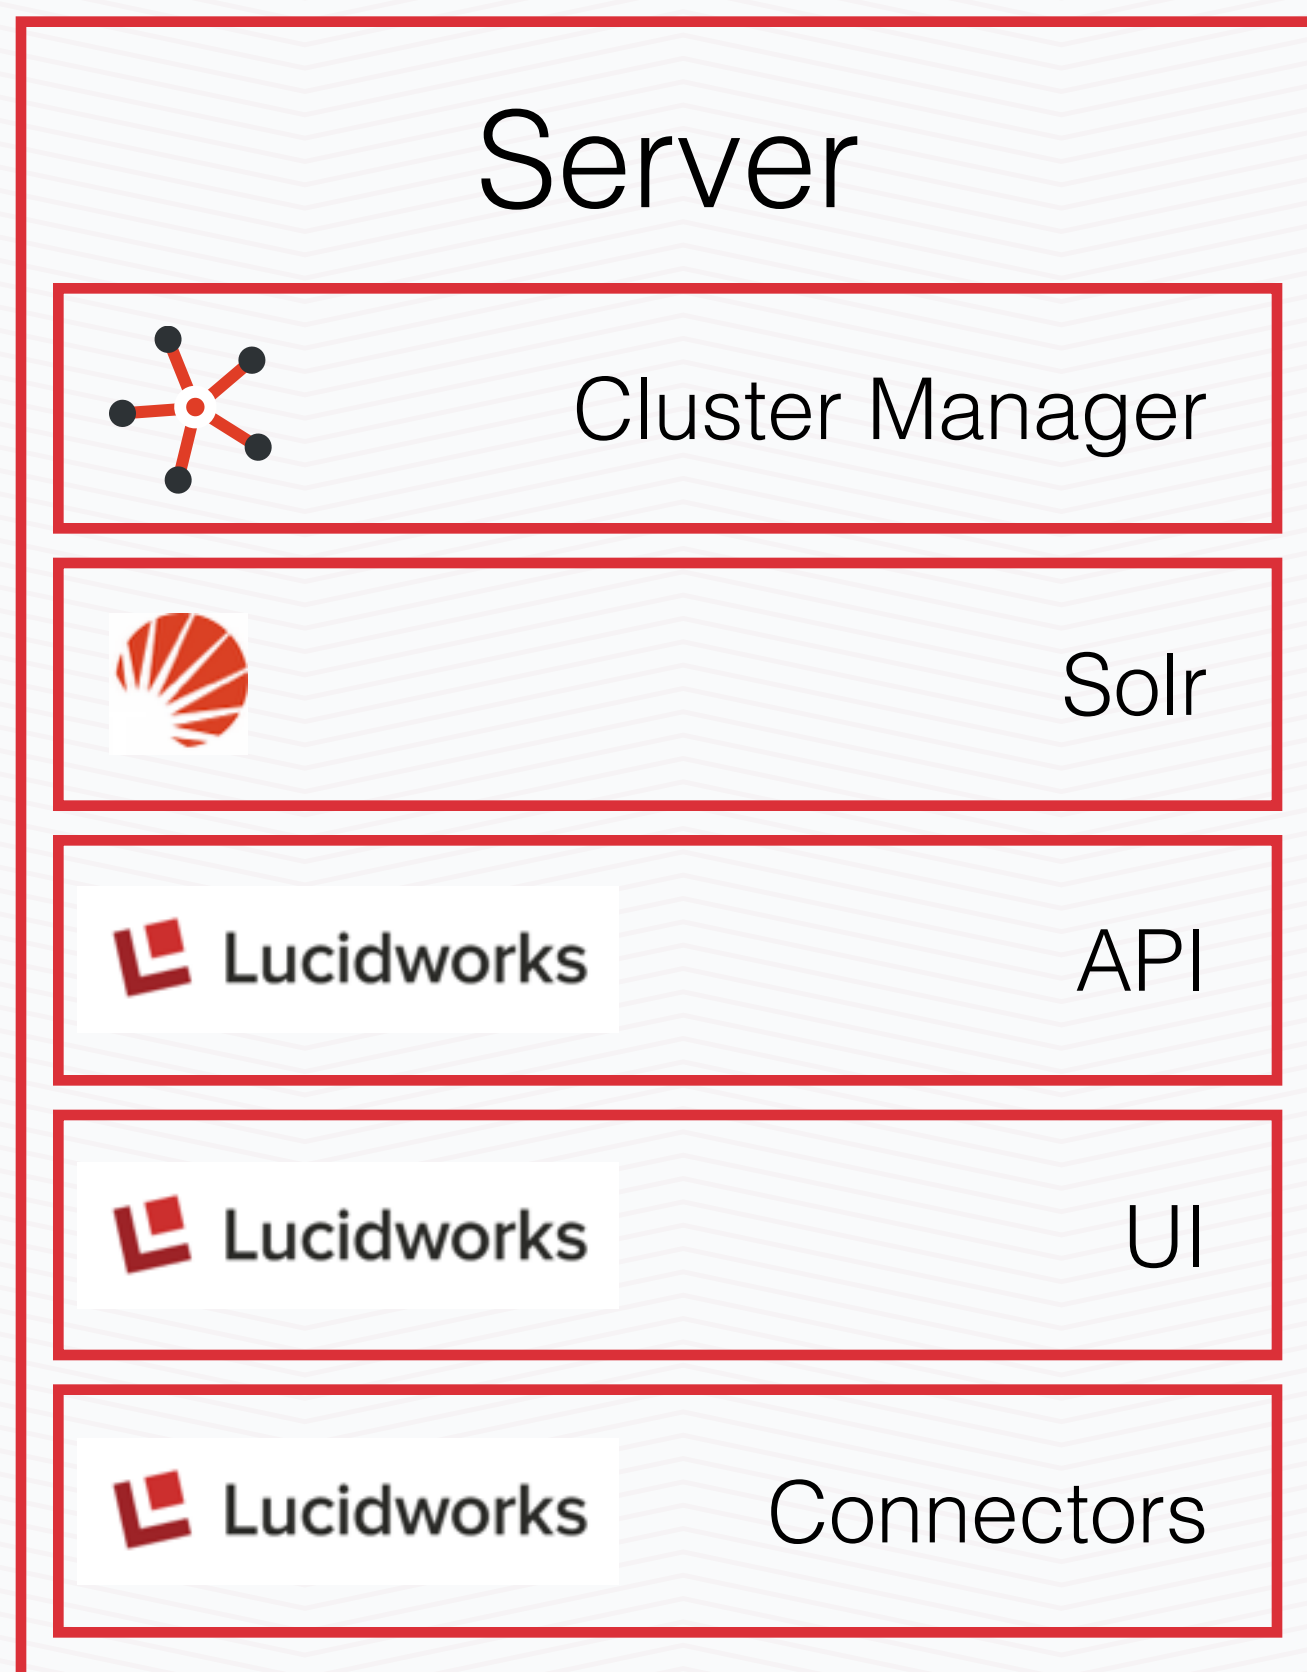 Server
Cluster Manager
Solr
Lucidworks API
Lucidworks UI
Lucidworks Connectors